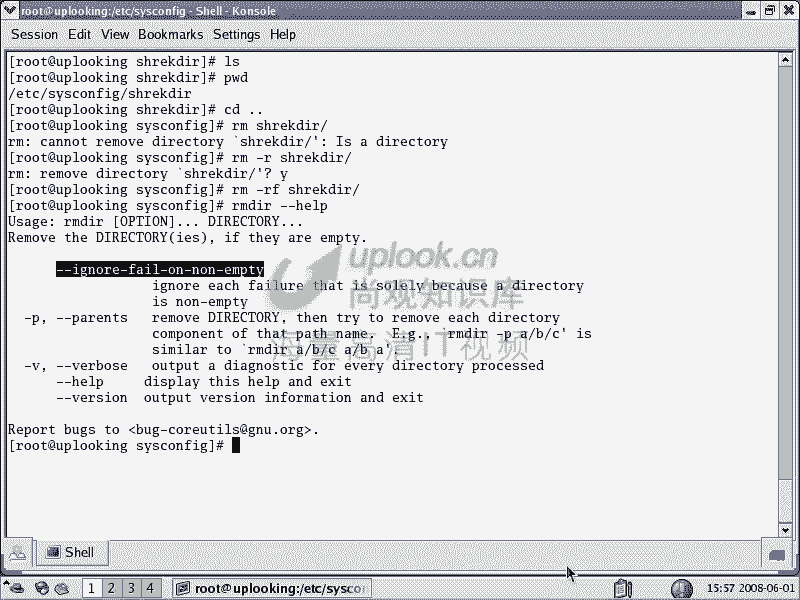 root@uplooking:/etc/sysconfig - Shell - Konsole
Session Edit View Bookmarks Settings Help
[root@uplooking shrekdir]# ls
[root@uplooking shrekdir]# pwd
/etc/sysconfig/shrekdir
[root@uplooking shrekdir]# cd ..
[root@uplooking sysconfig]# rm shrekdir/
rm: cannot remove directory `shrekdir/': Is a directory
[root@uplooking sysconfig]# rm -r shrekdir/
rm: remove directory `shrekdir/'? y
[root@uplooking sysconfig]# rm -rf shrekdir/
[root@uplooking sysconfig]# rmdir --help
Usage: rmdir [OPTION]... DIRECTORY...
Remove the DIRECTORY(ies), if they are empty.
uplook.cn
--ignore-fail-on-non-empty
ignore each failure that is solely because a directory
尚观知识库
is non-empty
-p, --parents remove DIRECTORY, then try to remove each directory
component of that path name. E.g., `rmdir -p a/b/c' is
海量高清IT视频
similar to `rmdir a/b/c a/b a'.
-v, --verbose output a diagnostic for every directory processed
--help display this help and exit
--version output version information and exit
Report bugs to <bug-coreutils@gnu.org>.
[root@uplooking sysconfig]#
Shell
1 2 3 4 root@uplooking:/etc/sysco 15:57 2008-06-01